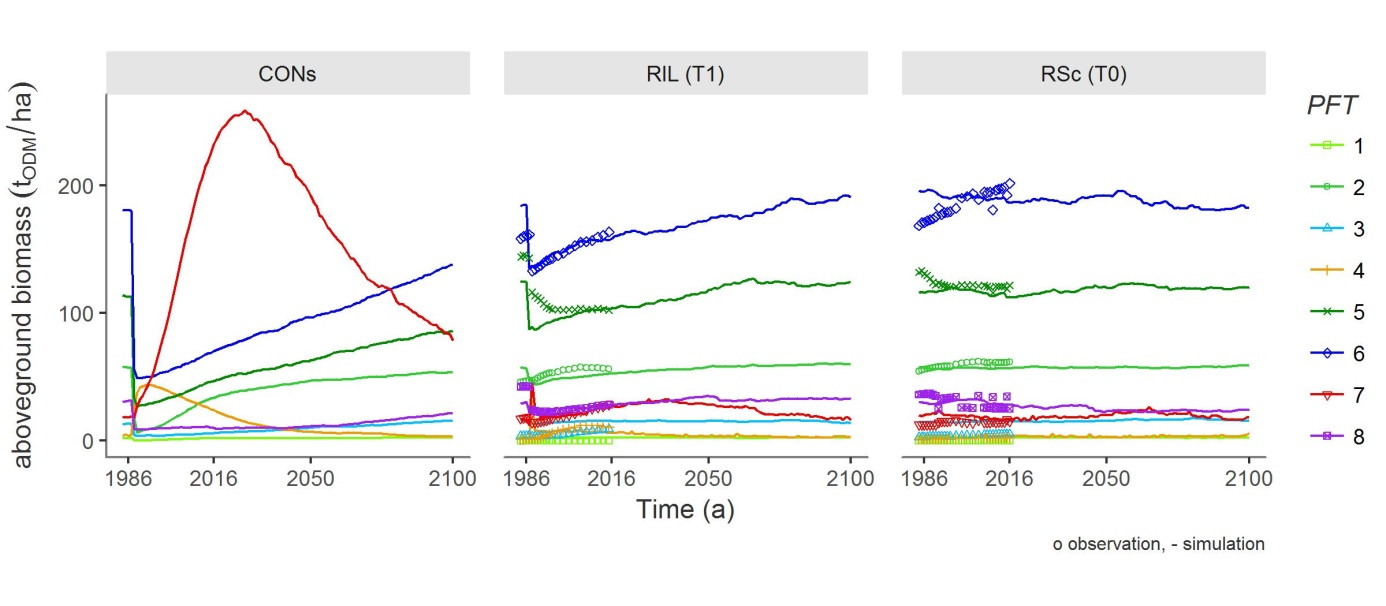 CONs RIL (T1) RSc (T0)
aboveground biomass (tODM/ha)
200
100
0
1986 2016 2050 2100 1986 2016 2050 2100 1986 2016 2050 2100
Time (a)
PFT
1
2
3
4
5
6
7
8
o observation, - simulation